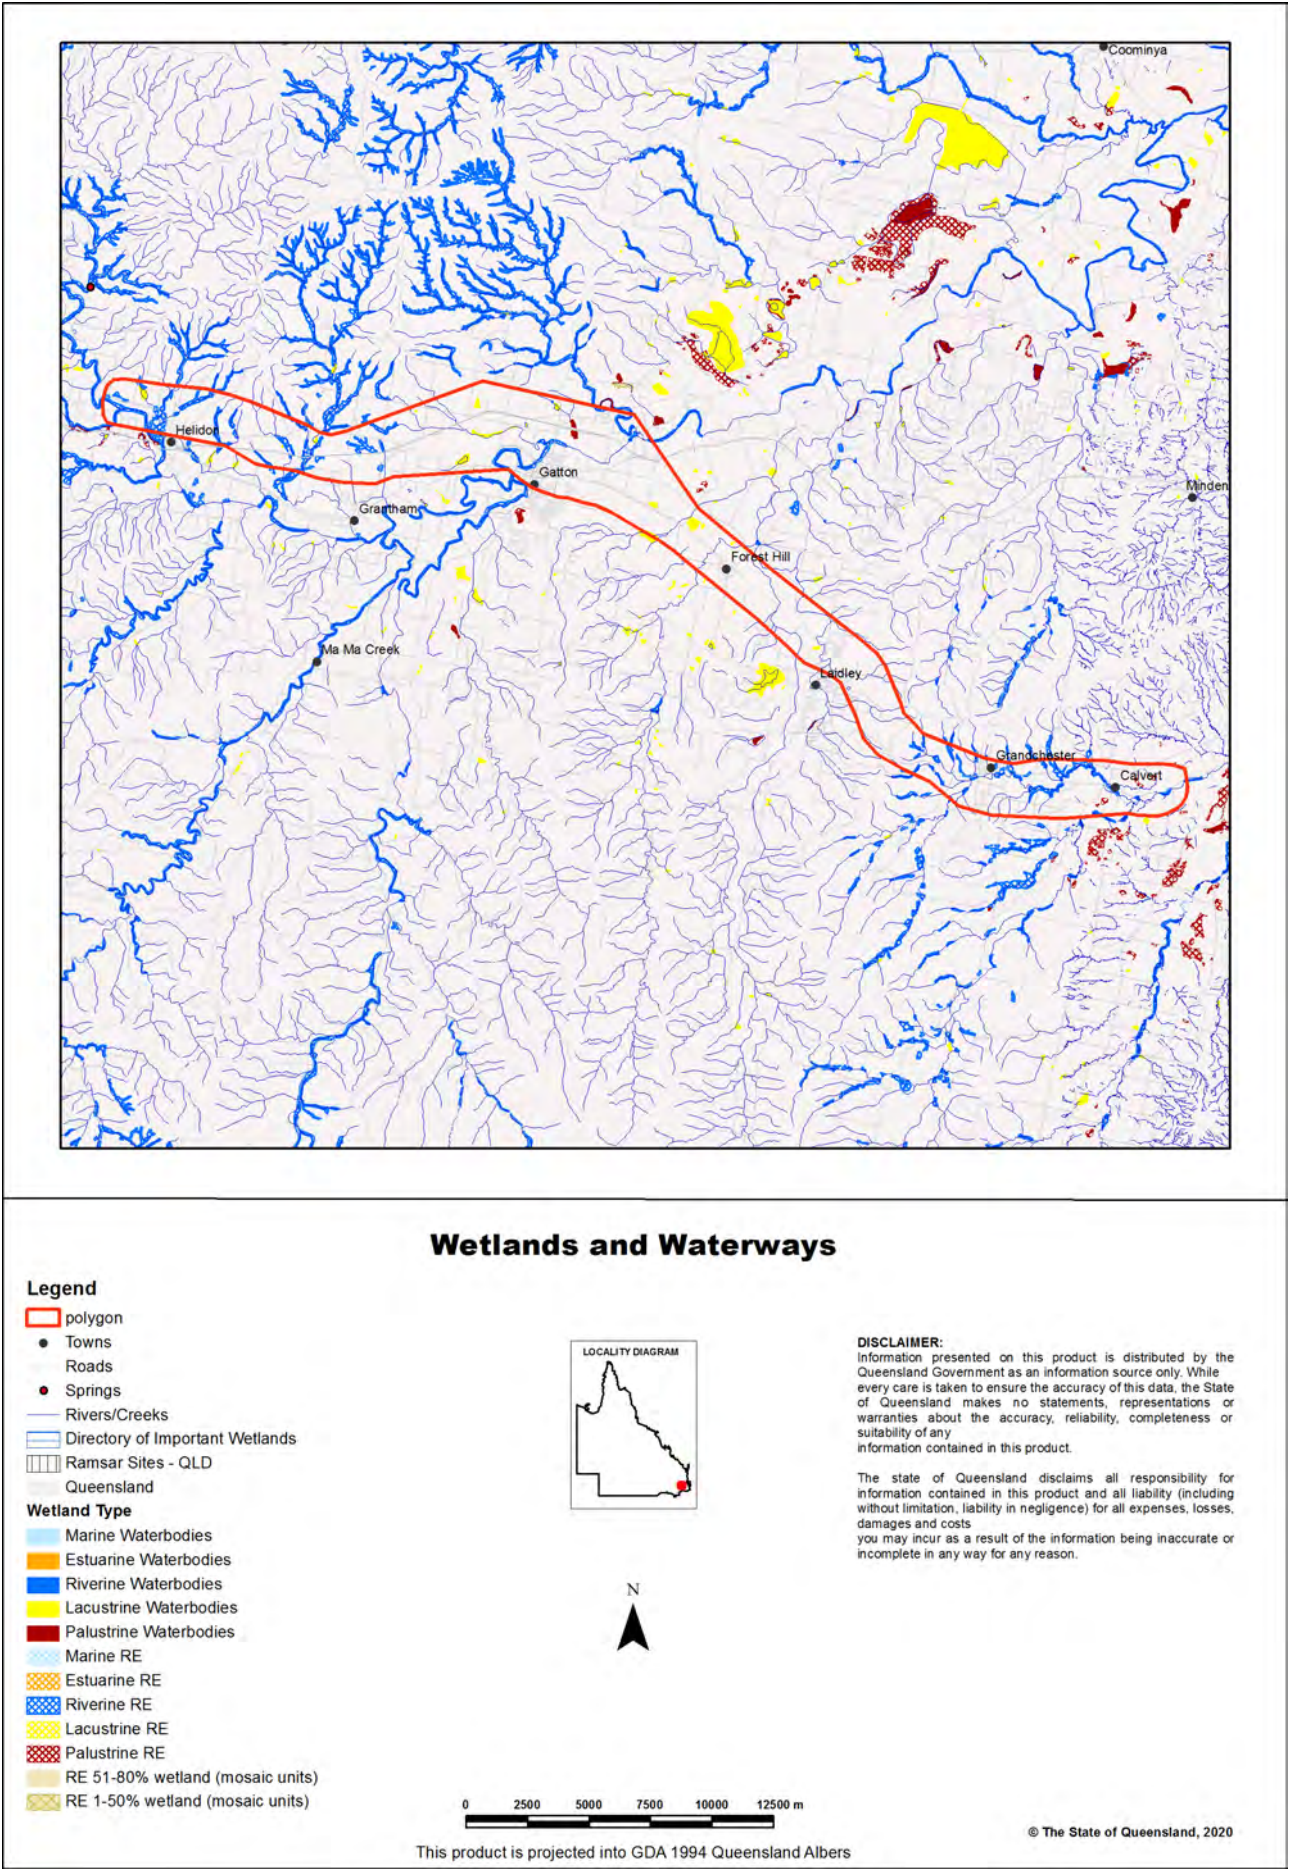 Coominya
Helidon
Gatton
Minden
Grantham
Forest Hill
Ma Ma Creek
Laidley
Grandchester
Calvert
Wetlands and Waterways
Legend
polygon
Towns
Roads
Springs
Rivers/Creeks
Directory of Important Wetlands
Ramsar Sites - QLD
Queensland
Wetland Type
Marine Waterbodies
Estuarine Waterbodies
Riverine Waterbodies
Lacustrine Waterbodies
Palustrine Waterbodies
Marine RE
Estuarine RE
Riverine RE
Lacustrine RE
Palustrine RE
RE 51-80% wetland (mosaic units)
RE 1-50% wetland (mosaic units)
LOCALITY DIAGRAM
N
0 2500 5000 7500 10000 12500 m
This product is projected into GDA 1994 Queensland Albers
DISCLAIMER:
Information presented on this product is distributed by the
Queensland Government as an information source only. While
every care is taken to ensure the accuracy of this data, the State
of Queensland makes no statements, representations or
warranties about the accuracy, reliability, completeness or
suitability of any
information contained in this product.
The state of Queensland disclaims all responsibility for
information contained in this product and all liability (including
without limitation, liability in negligence) for all expenses, losses,
damages and costs
you may incur as a result of the information being inaccurate or
incomplete in any way for any reason.
© The State of Queensland, 2020